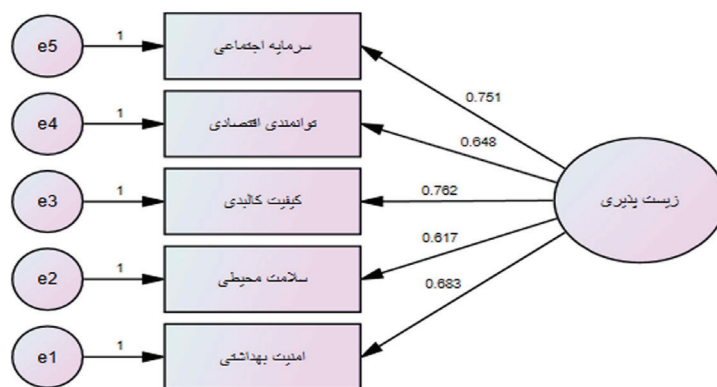 e5
1
سرمایه اجتماعی
0.751
e4
1
توانمندی اقتصادی
0.648
e3
1
کیفیت کالبدی
0.762
زیست پذیری
e2
1
سلامت محیطی
0.617
e1
1
امنیت بهداشتی
0.683